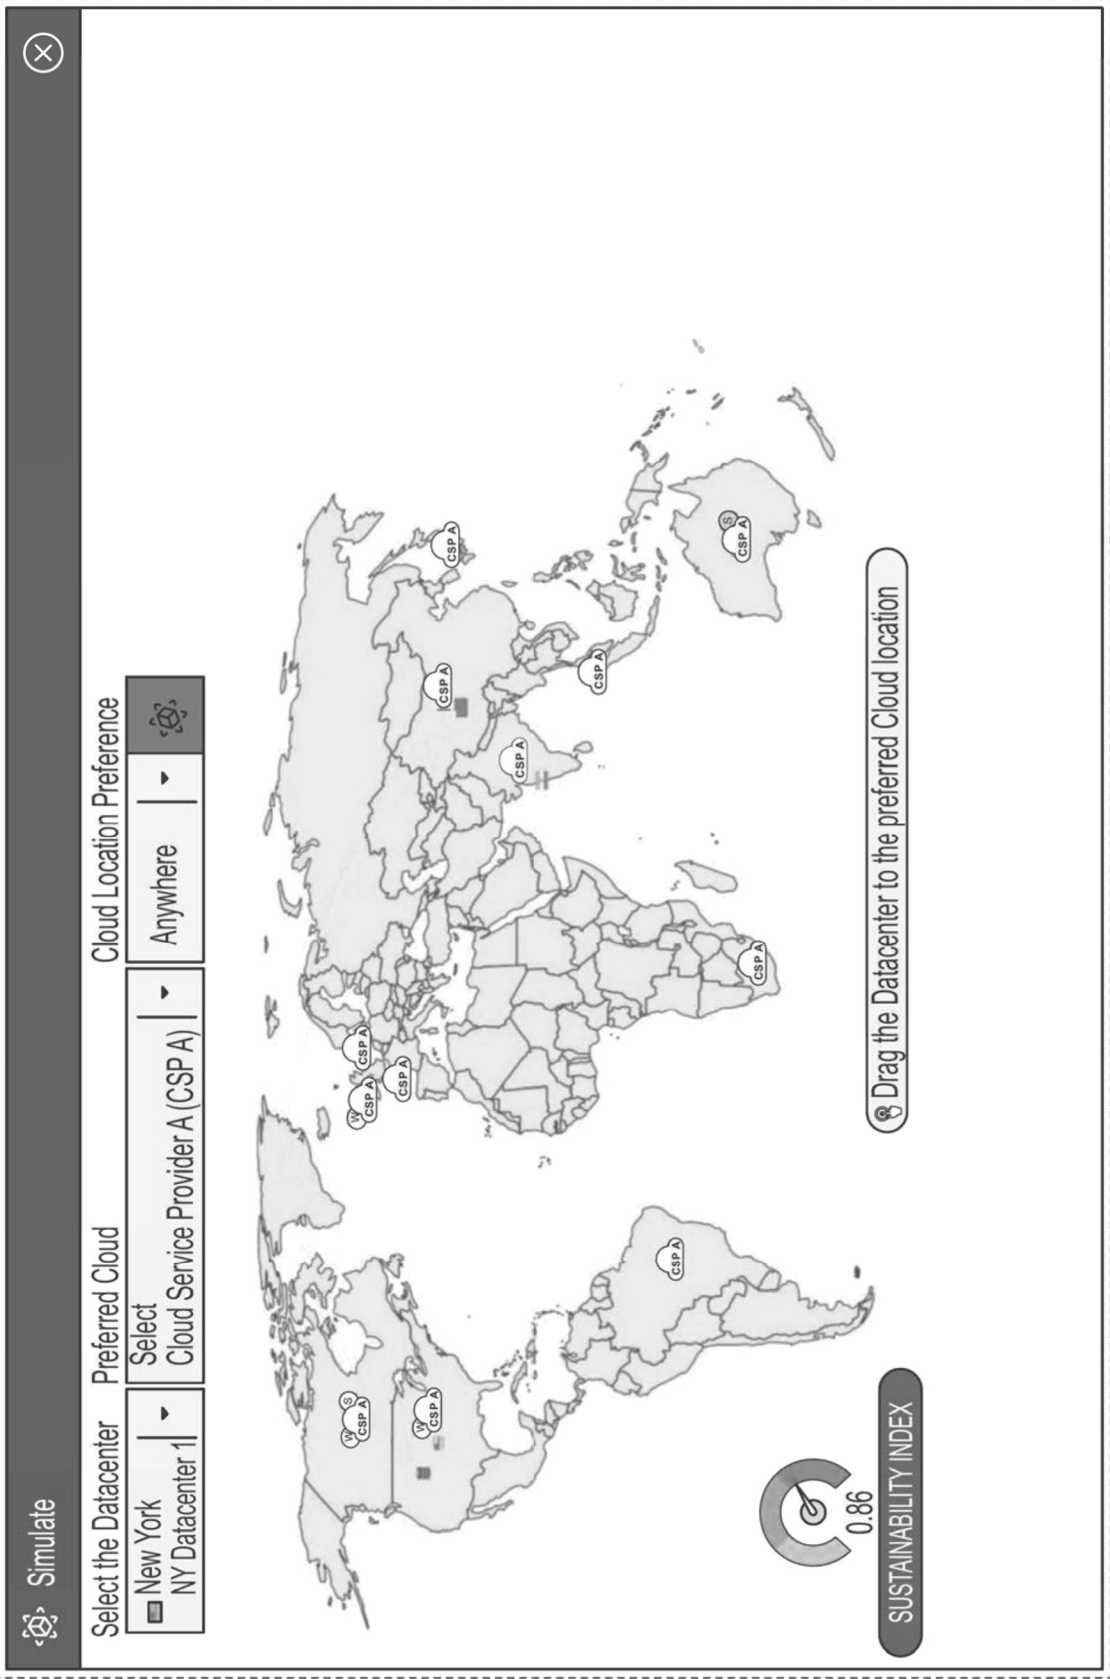 Simulate
Select the Datacenter
Preferred Cloud
Cloud Location Preference
New York
NY Datacenter 1
Select
Cloud Service Provider A (CSP A)
Anywhere
W
S
CSP A
W
CSP A
W
CSP A
CSP A
CSP A
CSP A
CSP A
CSP A
CSP A
CSP A
CSP A
S
CSP A
0.86
SUSTAINABILITY INDEX
Drag the Datacenter to the preferred Cloud location